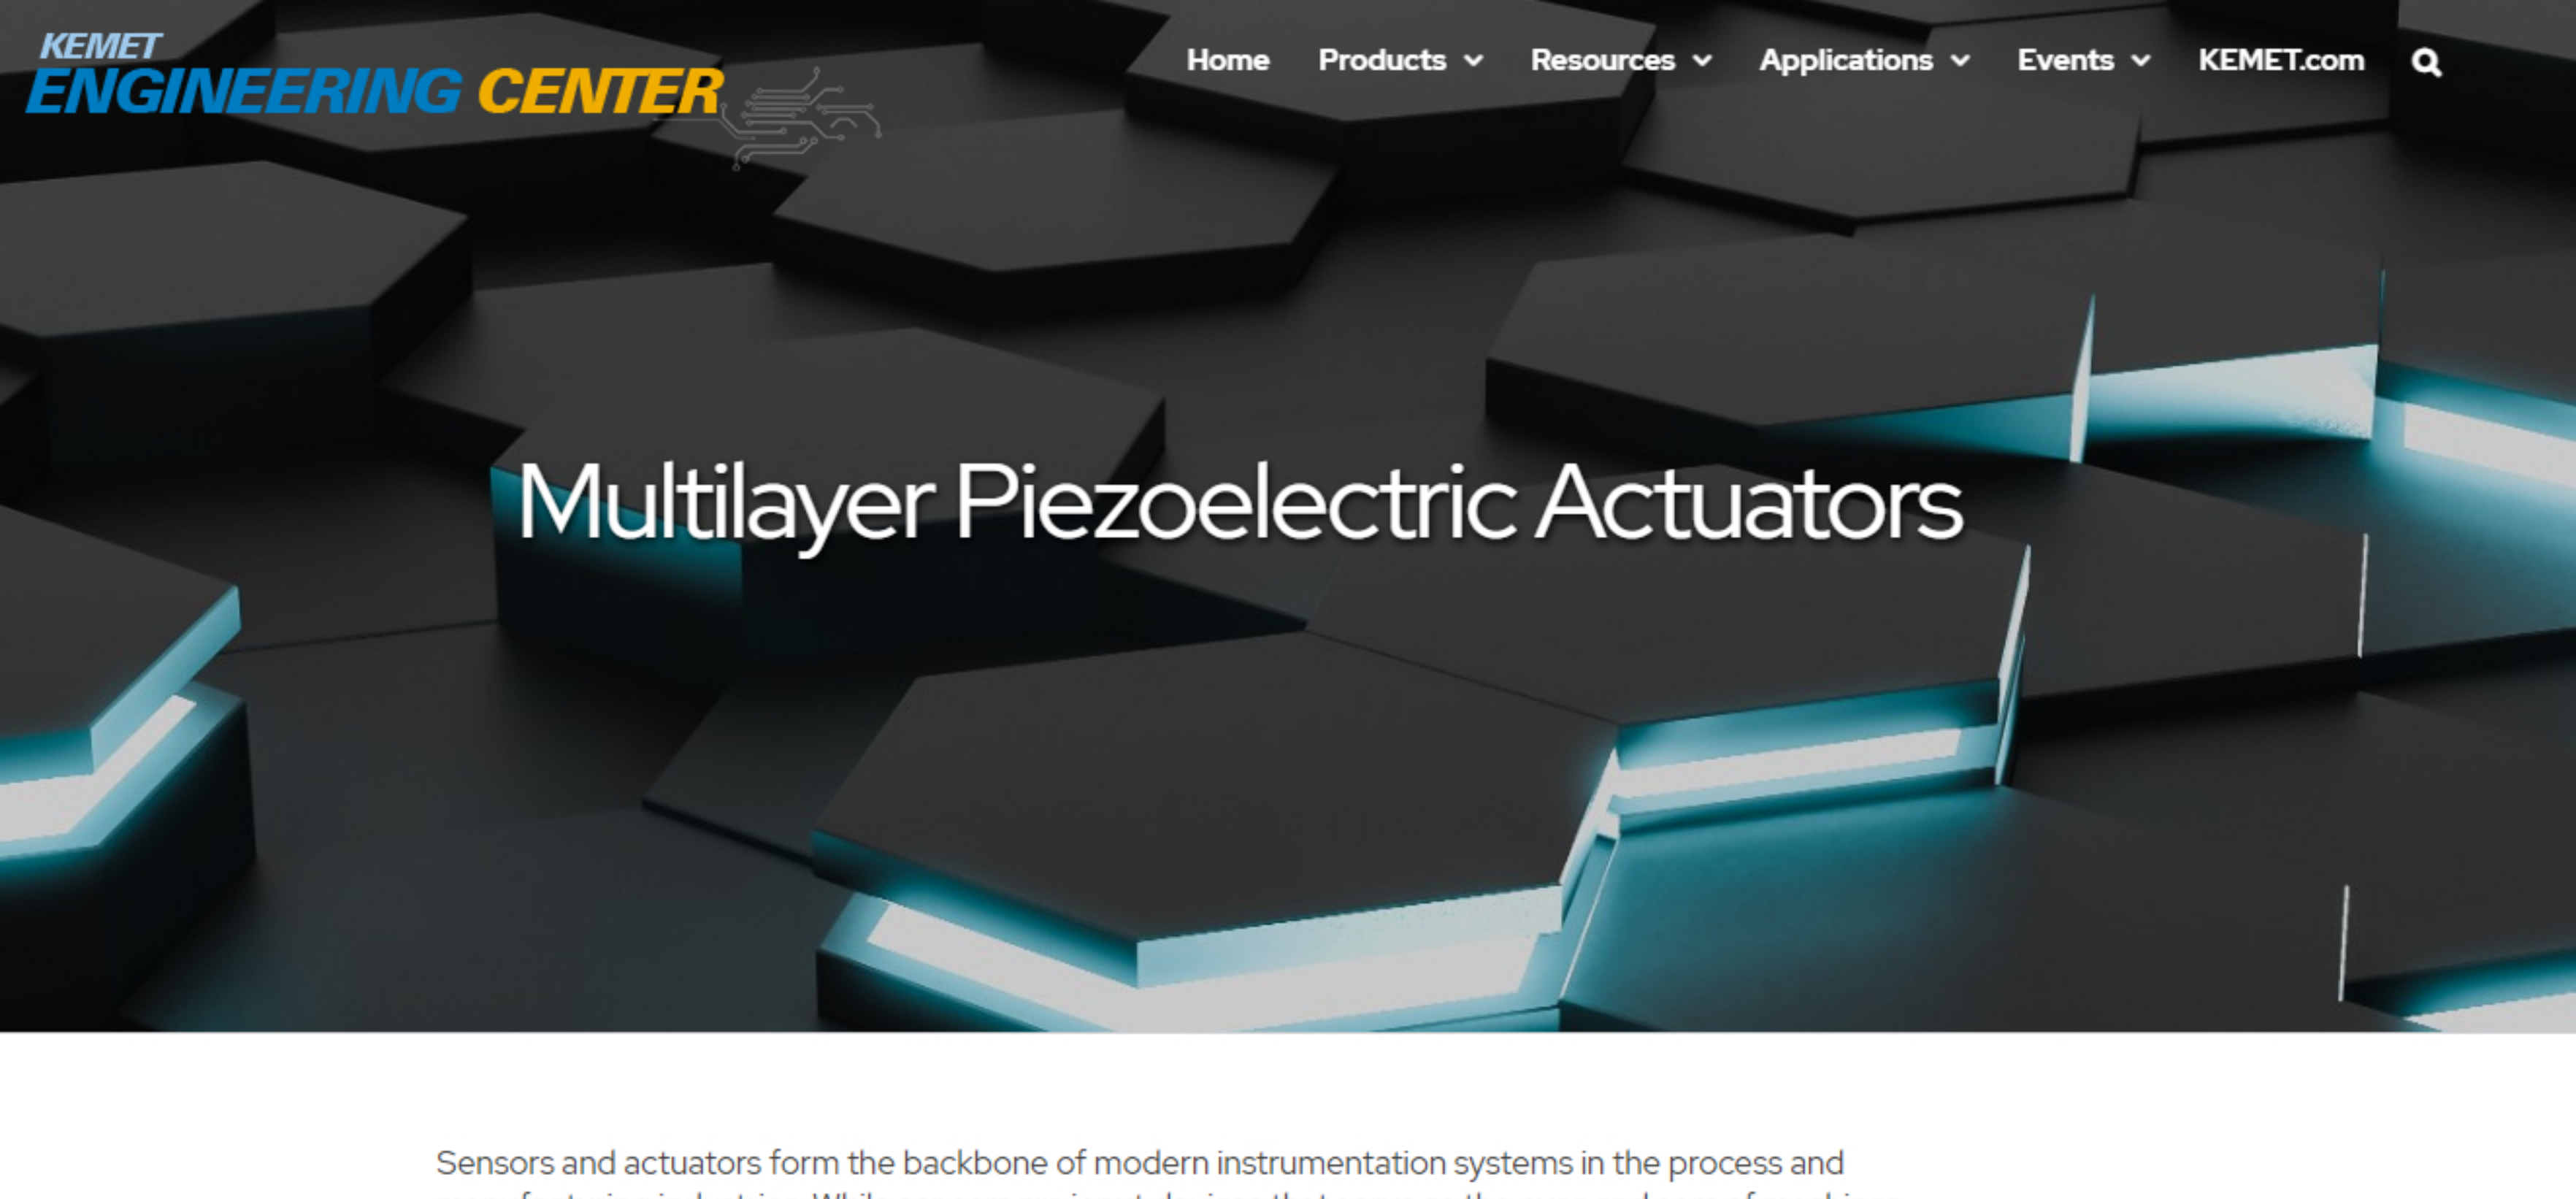 KEMET
ENGINEERING CENTER
Home Products Resources Applications Events KEMET.com
Multilayer Piezoelectric Actuators
Sensors and actuators form the backbone of modern instrumentation systems in the process and